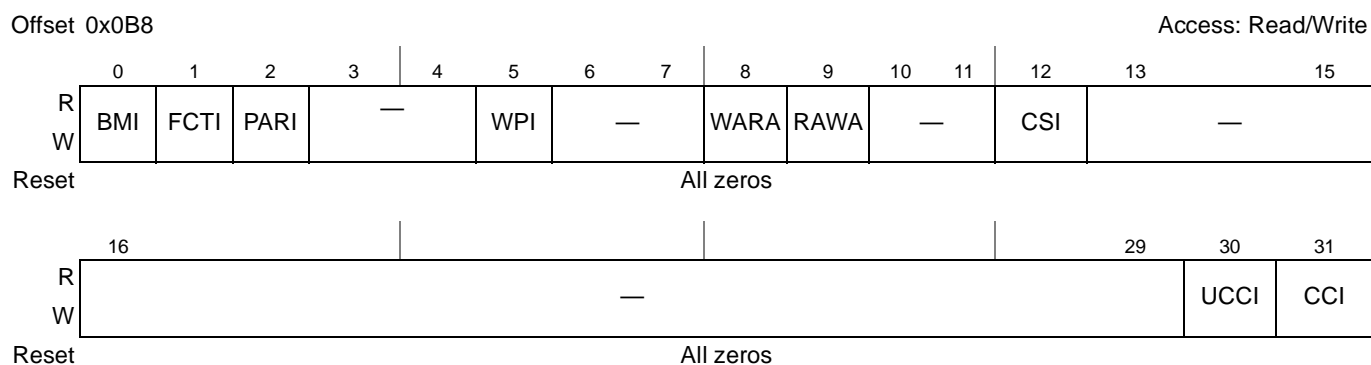 Offset 0x0B8 Access: Read/Write
0 1 2 3 4 5 6 7 8 9 10 11 12 13 15
R
W
BMI FCTI PARI — WPI — WARA RAWA — CSI —
Reset All zeros
16 29 30 31
R
W
— UCCI CCI
Reset All zeros